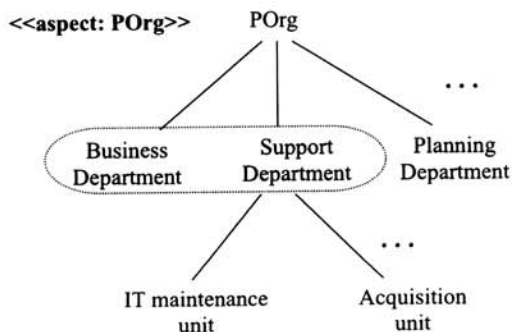 <<aspect: POrg>>
POrg
...
Business Department
Support Department
Planning Department
...
IT maintenance unit
Acquisition unit